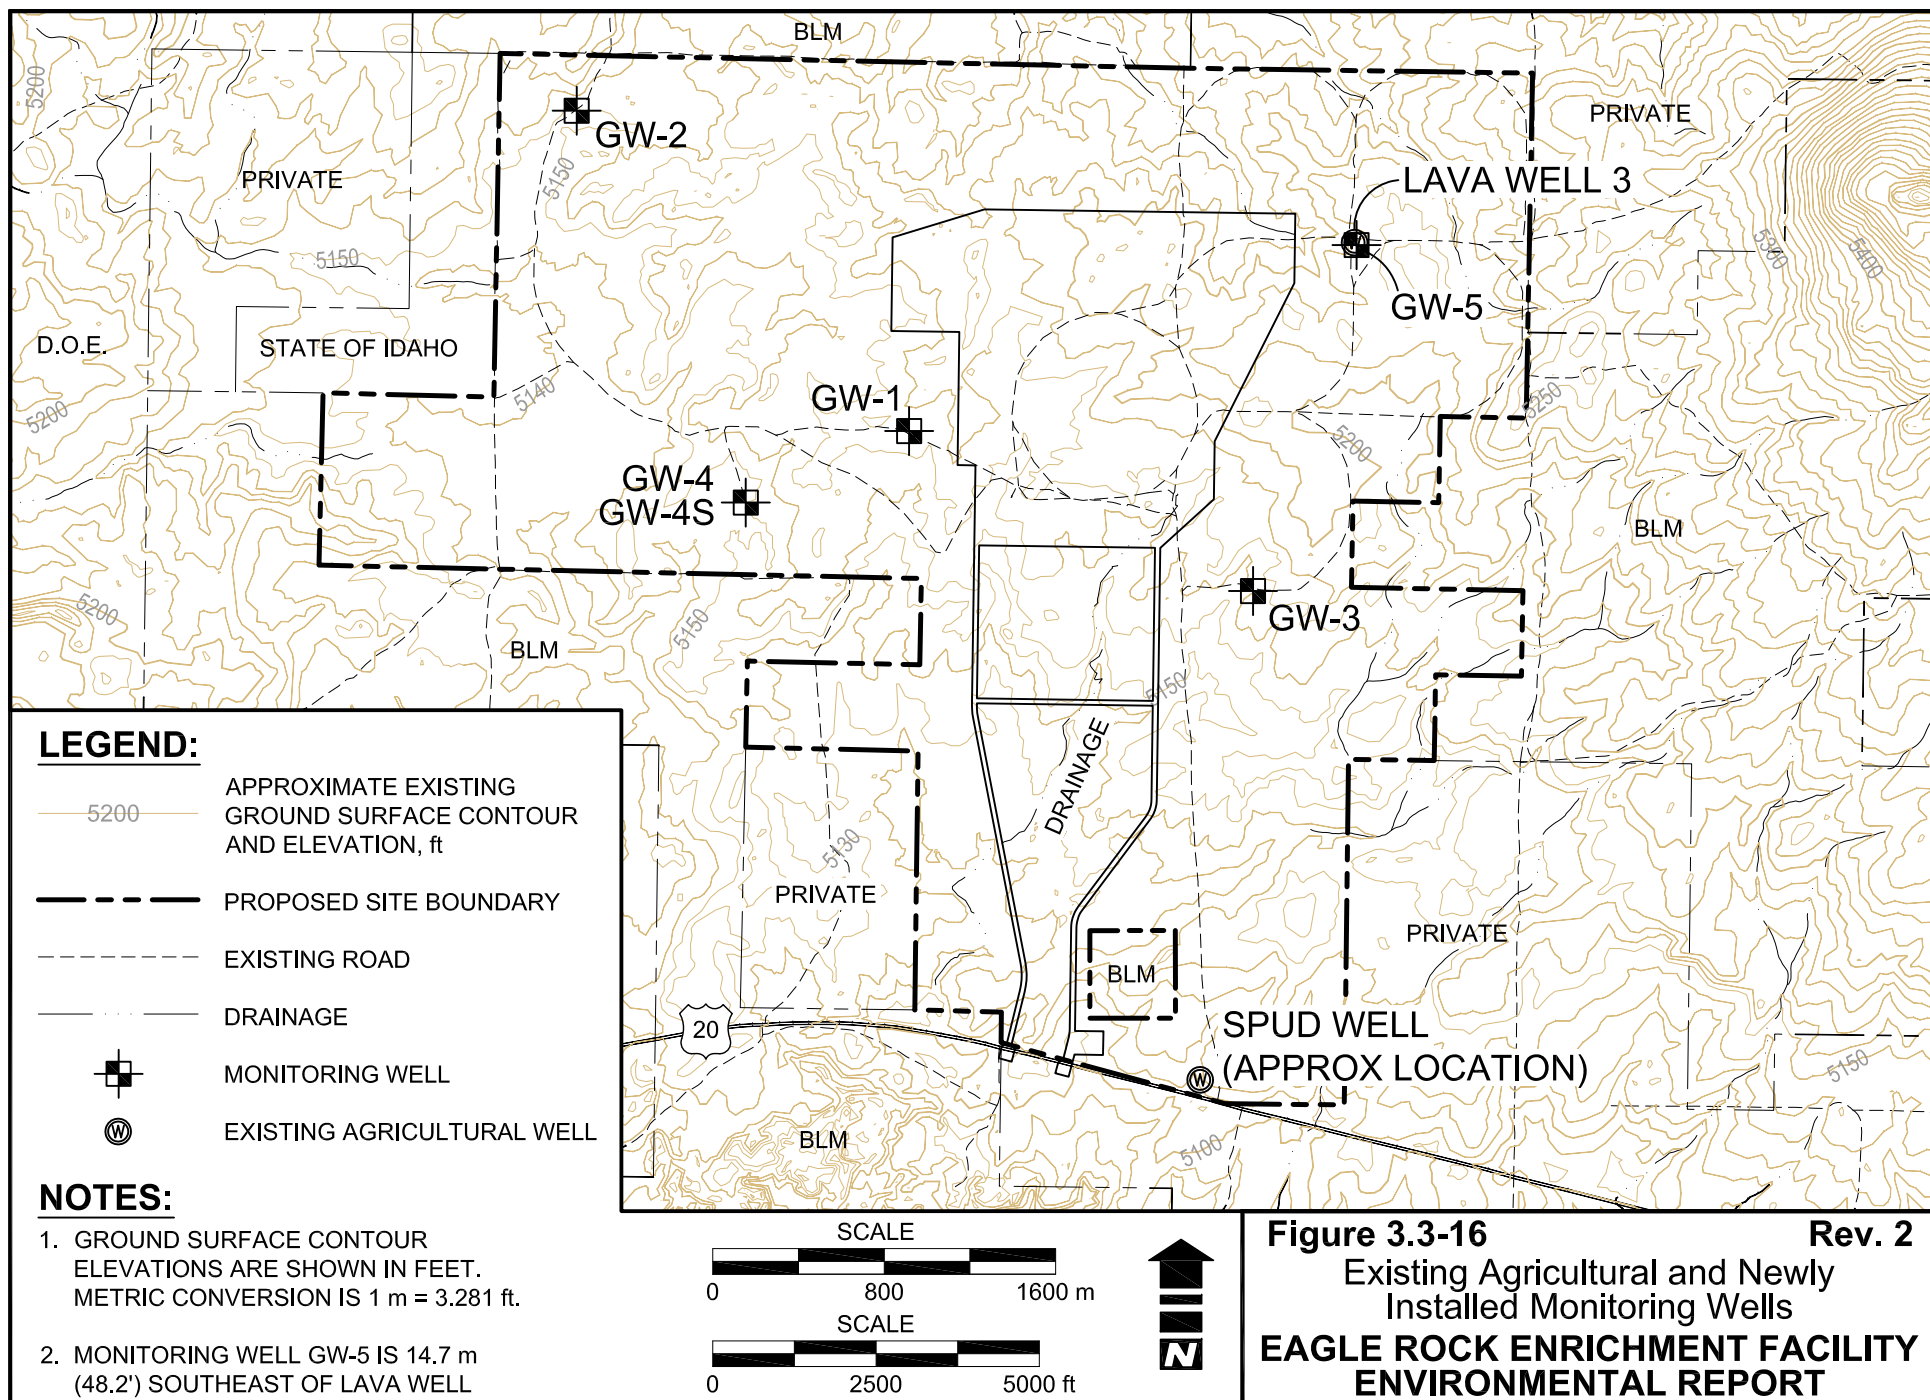 BLM
5200
PRIVATE
GW-2
PRIVATE
5150
LAVA WELL 3
W
5150
5300
5400
GW-5
D.O.E.
STATE OF IDAHO
5140
GW-1
5250
5200
5200
GW-4
GW-4S
BLM
5200
GW-3
5150
BLM
5150
DRAINAGE
5130
PRIVATE
PRIVATE
BLM
20
SPUD WELL
(APPROX LOCATION)
W
5150
BLM
5100
LEGEND:
5200
APPROXIMATE EXISTING
GROUND SURFACE CONTOUR
AND ELEVATION, ft
PROPOSED SITE BOUNDARY
EXISTING ROAD
DRAINAGE
MONITORING WELL
W
EXISTING AGRICULTURAL WELL
NOTES:
1. GROUND SURFACE CONTOUR
ELEVATIONS ARE SHOWN IN FEET.
METRIC CONVERSION IS 1 m = 3.281 ft.
2. MONITORING WELL GW-5 IS 14.7 m
(48.2') SOUTHEAST OF LAVA WELL
SCALE
0 800 1600 m
SCALE
0 2500 5000 ft
N
Figure 3.3-16 Rev. 2
Existing Agricultural and Newly
Installed Monitoring Wells
EAGLE ROCK ENRICHMENT FACILITY
ENVIRONMENTAL REPORT